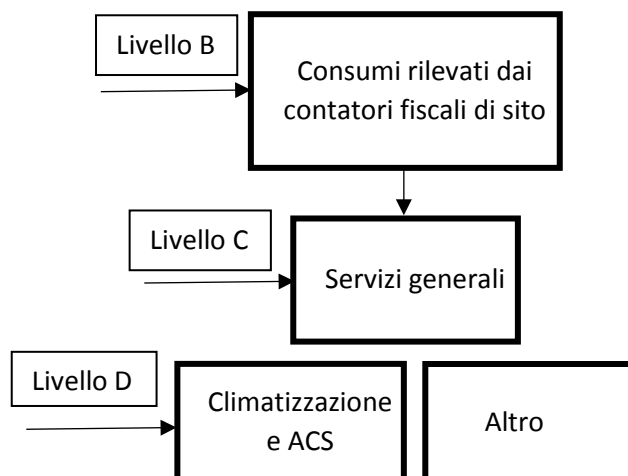 Livello B
Consumi rilevati dai
contatori fiscali di sito
Livello C
Servizi generali
Livello D
Climatizzazione
e ACS
Altro